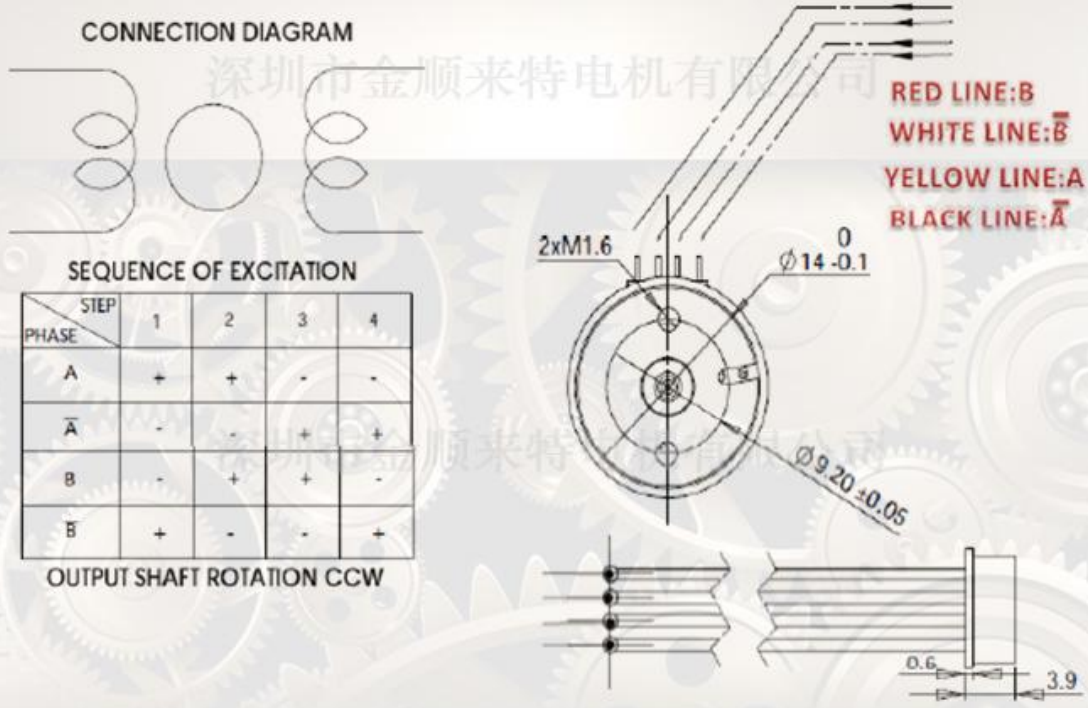 CONNECTION DIAGRAM
深圳市金顺来特电机有限公司
RED LINE:B
WHITE LINE:B̅
YELLOW LINE:A
BLACK LINE:A̅
2xM1.6
0
Ø14 -0.1
SEQUENCE OF EXCITATION
STEP 1 2 3 4
PHASE
A + + - -
A̅ - - + +
B - + + -
B̅ + - - +
深圳市金顺来特电机有限公司
Ø9.20 ±0.05
OUTPUT SHAFT ROTATION CCW
0.6
3.9